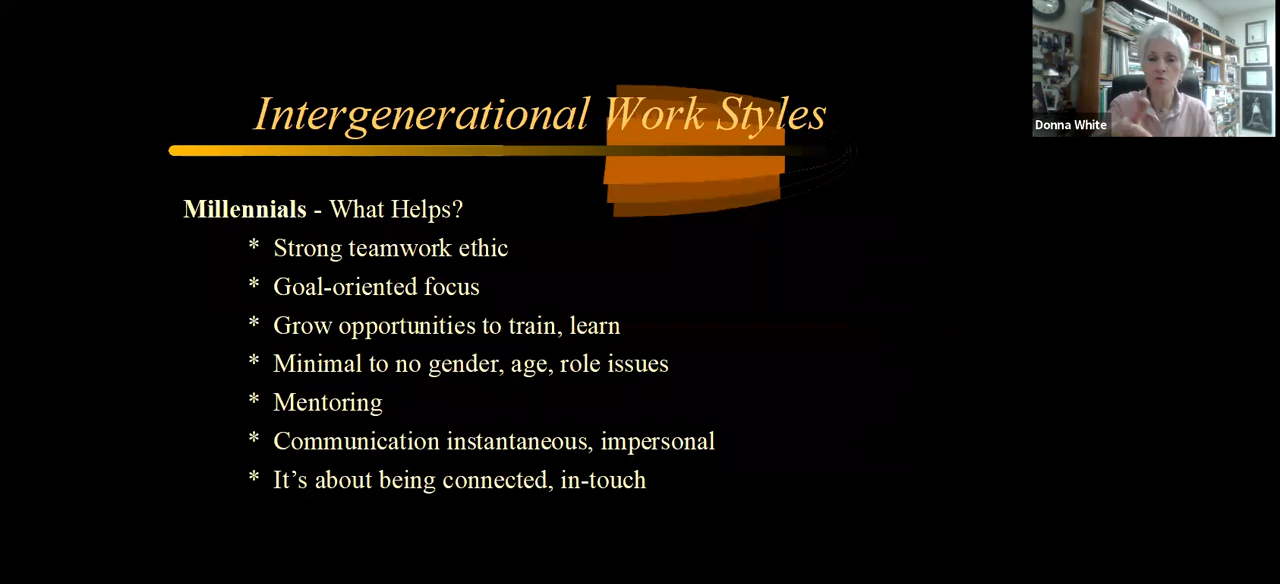 Intergenerational Work Styles
Millennials - What Helps?
* Strong teamwork ethic
* Goal-oriented focus
* Grow opportunities to train, learn
* Minimal to no gender, age, role issues
* Mentoring
* Communication instantaneous, impersonal
* It’s about being connected, in-touch
KINDNESS
Donna White